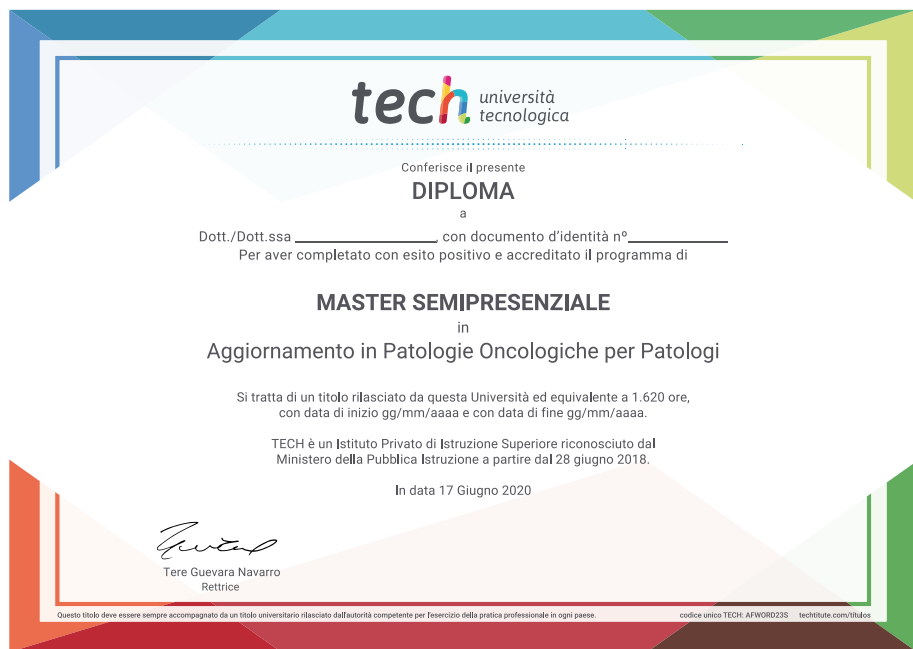 tech università
tecnologica
Conferisce il presente
DIPLOMA
a
Dott./Dott.ssa ____________________, con documento d'identità nº______________
Per aver completato con esito positivo e accreditato il programma di
MASTER SEMIPRESENZIALE
in
Aggiornamento in Patologie Oncologiche per Patologi
Si tratta di un titolo rilasciato da questa Università ed equivalente a 1.620 ore,
con data di inizio gg/mm/aaaa e con data di fine gg/mm/aaaa.
TECH è un Istituto Privato di Istruzione Superiore riconosciuto dal
Ministero della Pubblica Istruzione a partire dal 28 giugno 2018.
In data 17 Giugno 2020
Tere Guevara Navarro
Rettrice
Questo titolo deve essere sempre accompagnato da un titolo universitario rilasciato dall'autorità competente per l'esercizio della pratica professionale in ogni paese. codice unico TECH: AFWORD23S techtitute.com/títulos